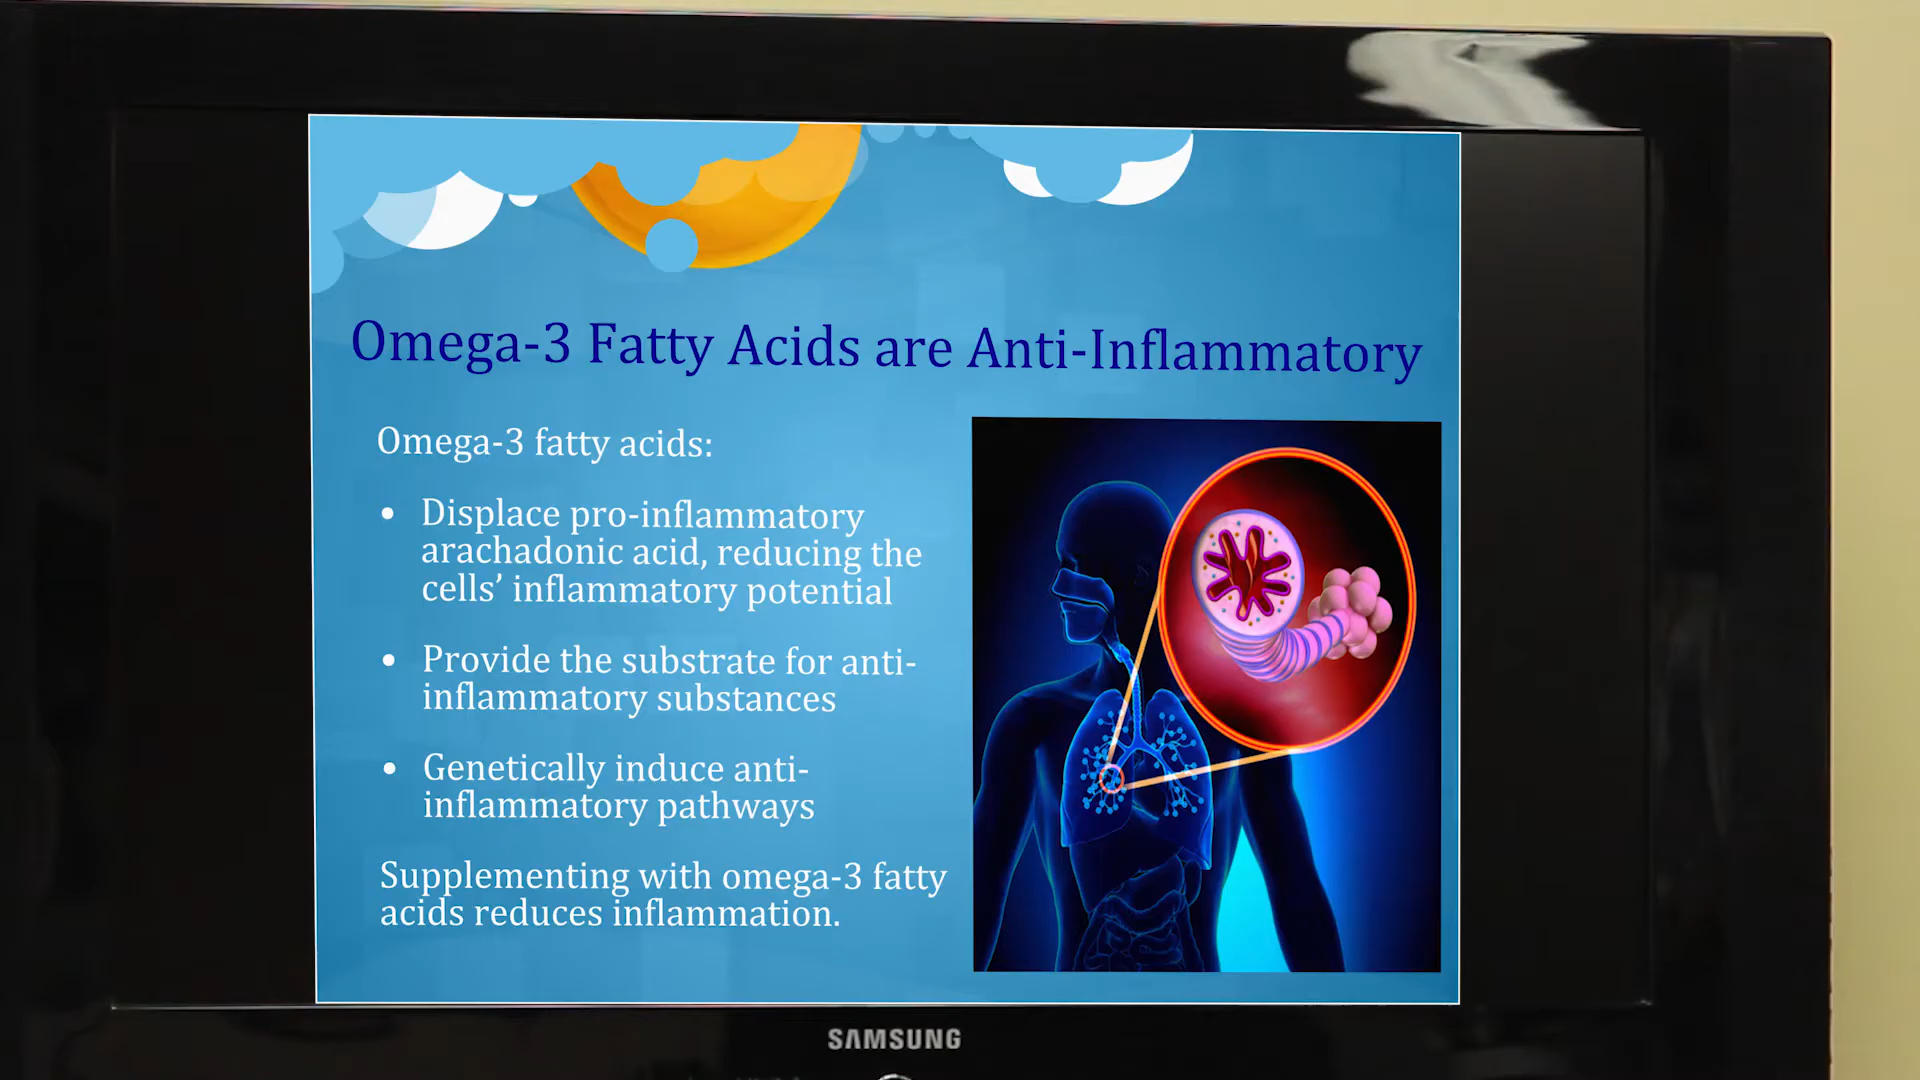 Omega-3 Fatty Acids are Anti-Inflammatory
Omega-3 fatty acids:
• Displace pro-inflammatory
arachadonic acid, reducing the
cells’ inflammatory potential
• Provide the substrate for anti-
inflammatory substances
• Genetically induce anti-
inflammatory pathways
Supplementing with omega-3 fatty
acids reduces inflammation.
SAMSUNG